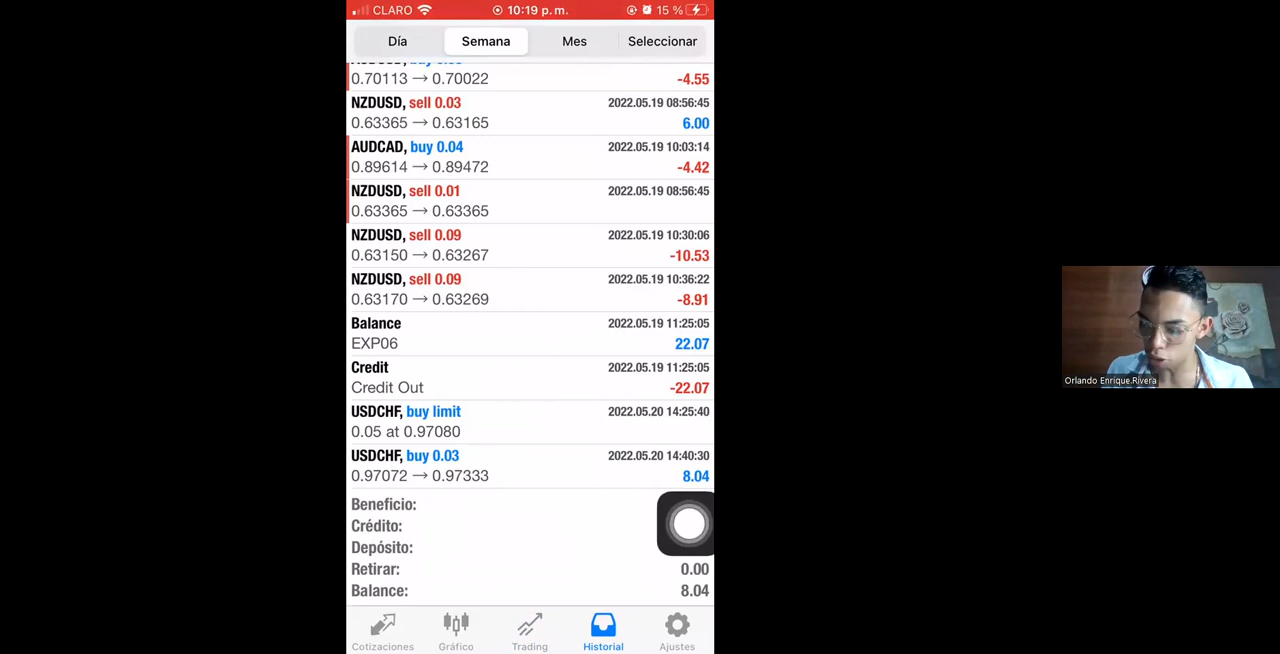 CLARO 10:19 p. m. 15 %
Día Semana Mes Seleccionar
0.70113 → 0.70022 -4.55
NZDUSD, sell 0.03 2022.05.19 08:56:45
0.63365 → 0.63165 6.00
AUDCAD, buy 0.04 2022.05.19 10:03:14
0.89614 → 0.89472 -4.42
NZDUSD, sell 0.01 2022.05.19 08:56:45
0.63365 → 0.63365
NZDUSD, sell 0.09 2022.05.19 10:30:06
0.63150 → 0.63267 -10.53
NZDUSD, sell 0.09 2022.05.19 10:36:22
0.63170 → 0.63269 -8.91
Balance 2022.05.19 11:25:05
EXP06 22.07
Credit 2022.05.19 11:25:05
Credit Out -22.07
USDCHF, buy limit 2022.05.20 14:25:40
0.05 at 0.97080
USDCHF, buy 0.03 2022.05.20 14:40:30
0.97072 → 0.97333 8.04
Beneficio:
Crédito:
Depósito:
Retirar: 0.00
Balance: 8.04
Cotizaciones Gráfico Trading Historial Ajustes
Orlando Enrique.Rivera